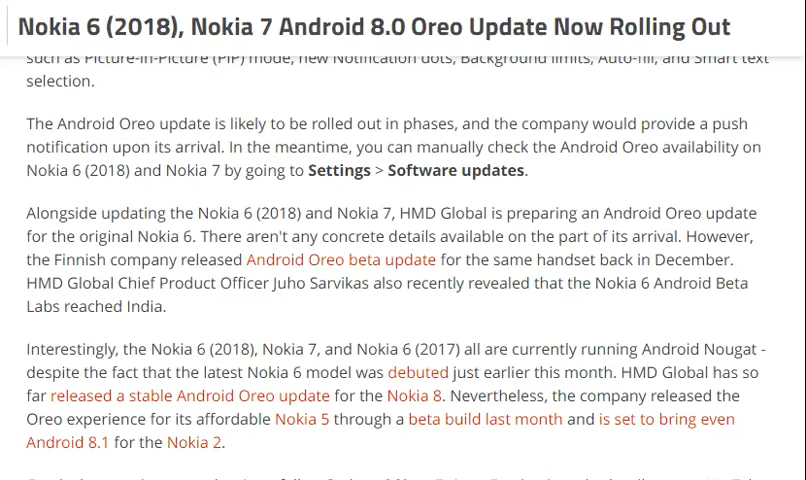 Nokia 6 (2018), Nokia 7 Android 8.0 Oreo Update Now Rolling Out
such as Picture-in-Picture (PiP) mode, new Notification dots, Background limits, Auto-fill, and Smart text
selection.
The Android Oreo update is likely to be rolled out in phases, and the company would provide a push
notification upon its arrival. In the meantime, you can manually check the Android Oreo availability on
Nokia 6 (2018) and Nokia 7 by going to Settings > Software updates.
Alongside updating the Nokia 6 (2018) and Nokia 7, HMD Global is preparing an Android Oreo update
for the original Nokia 6. There aren't any concrete details available on the part of its arrival. However,
the Finnish company released Android Oreo beta update for the same handset back in December.
HMD Global Chief Product Officer Juho Sarvikas also recently revealed that the Nokia 6 Android Beta
Labs reached India.
Interestingly, the Nokia 6 (2018), Nokia 7, and Nokia 6 (2017) all are currently running Android Nougat -
despite the fact that the latest Nokia 6 model was debuted just earlier this month. HMD Global has so
far released a stable Android Oreo update for the Nokia 8. Nevertheless, the company released the
Oreo experience for its affordable Nokia 5 through a beta build last month and is set to bring even
Android 8.1 for the Nokia 2.